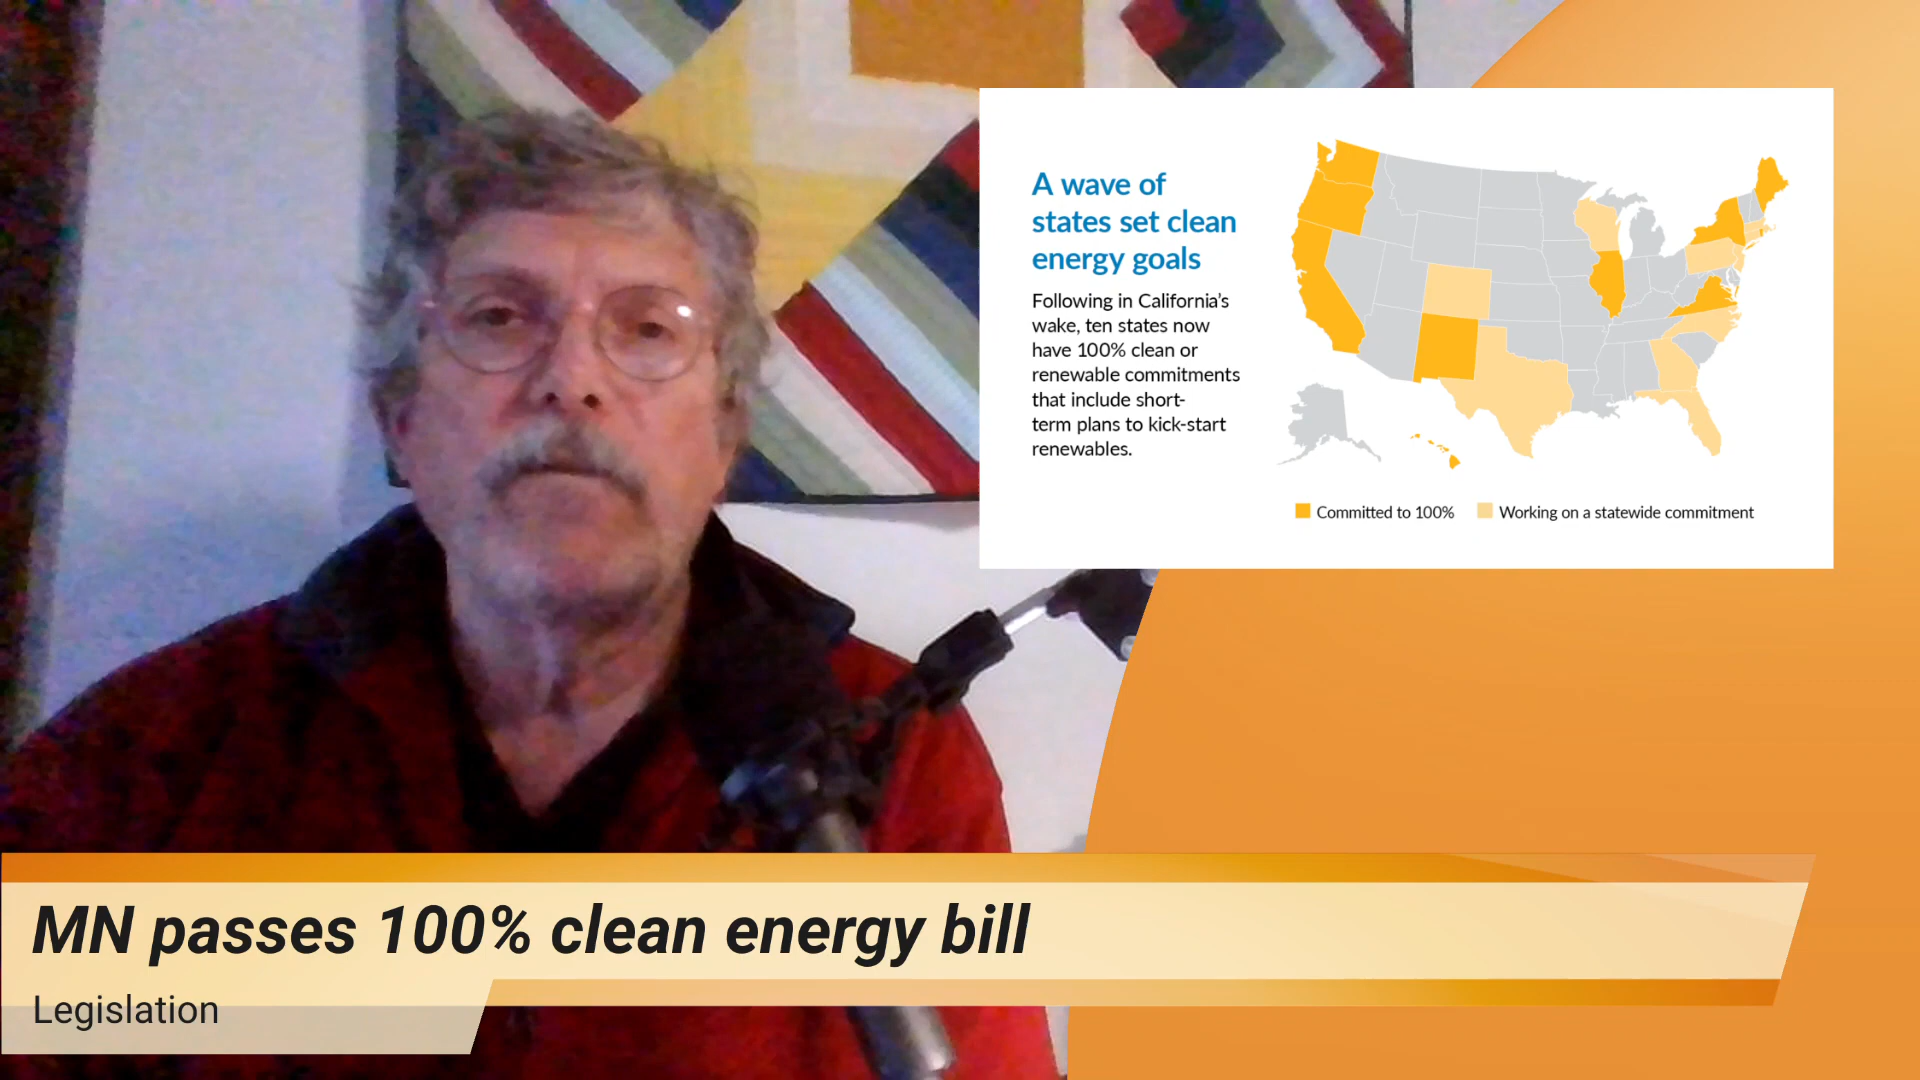 A wave of
states set clean
energy goals
Following in California's
wake, ten states now
have 100% clean or
renewable commitments
that include short-
term plans to kick-start
renewables.
Committed to 100%
Working on a statewide commitment
MN passes 100% clean energy bill
Legislation